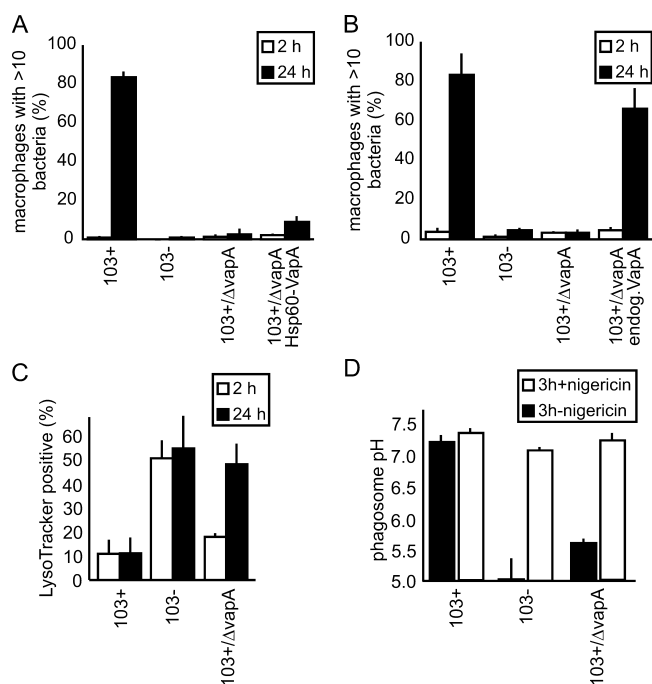 A
macrophages with >10
bacteria (%)
100
80
60
40
20
0
2 h
24 h
103+
103-
103+/ΔvapA
103+/ΔvapA
Hsp60-VapA
B
macrophages with >10
bacteria (%)
100
80
60
40
20
0
2 h
24 h
103+
103-
103+/ΔvapA
103+/ΔvapA
endog.VapA
C
LysoTracker positive (%)
60
50
40
30
20
10
0
2 h
24 h
103+
103-
103+/ΔvapA
D
phagosome pH
7.5
7.0
6.5
6.0
5.5
5.0
3h+nigericin
3h-nigericin
103+
103-
103+/ΔvapA